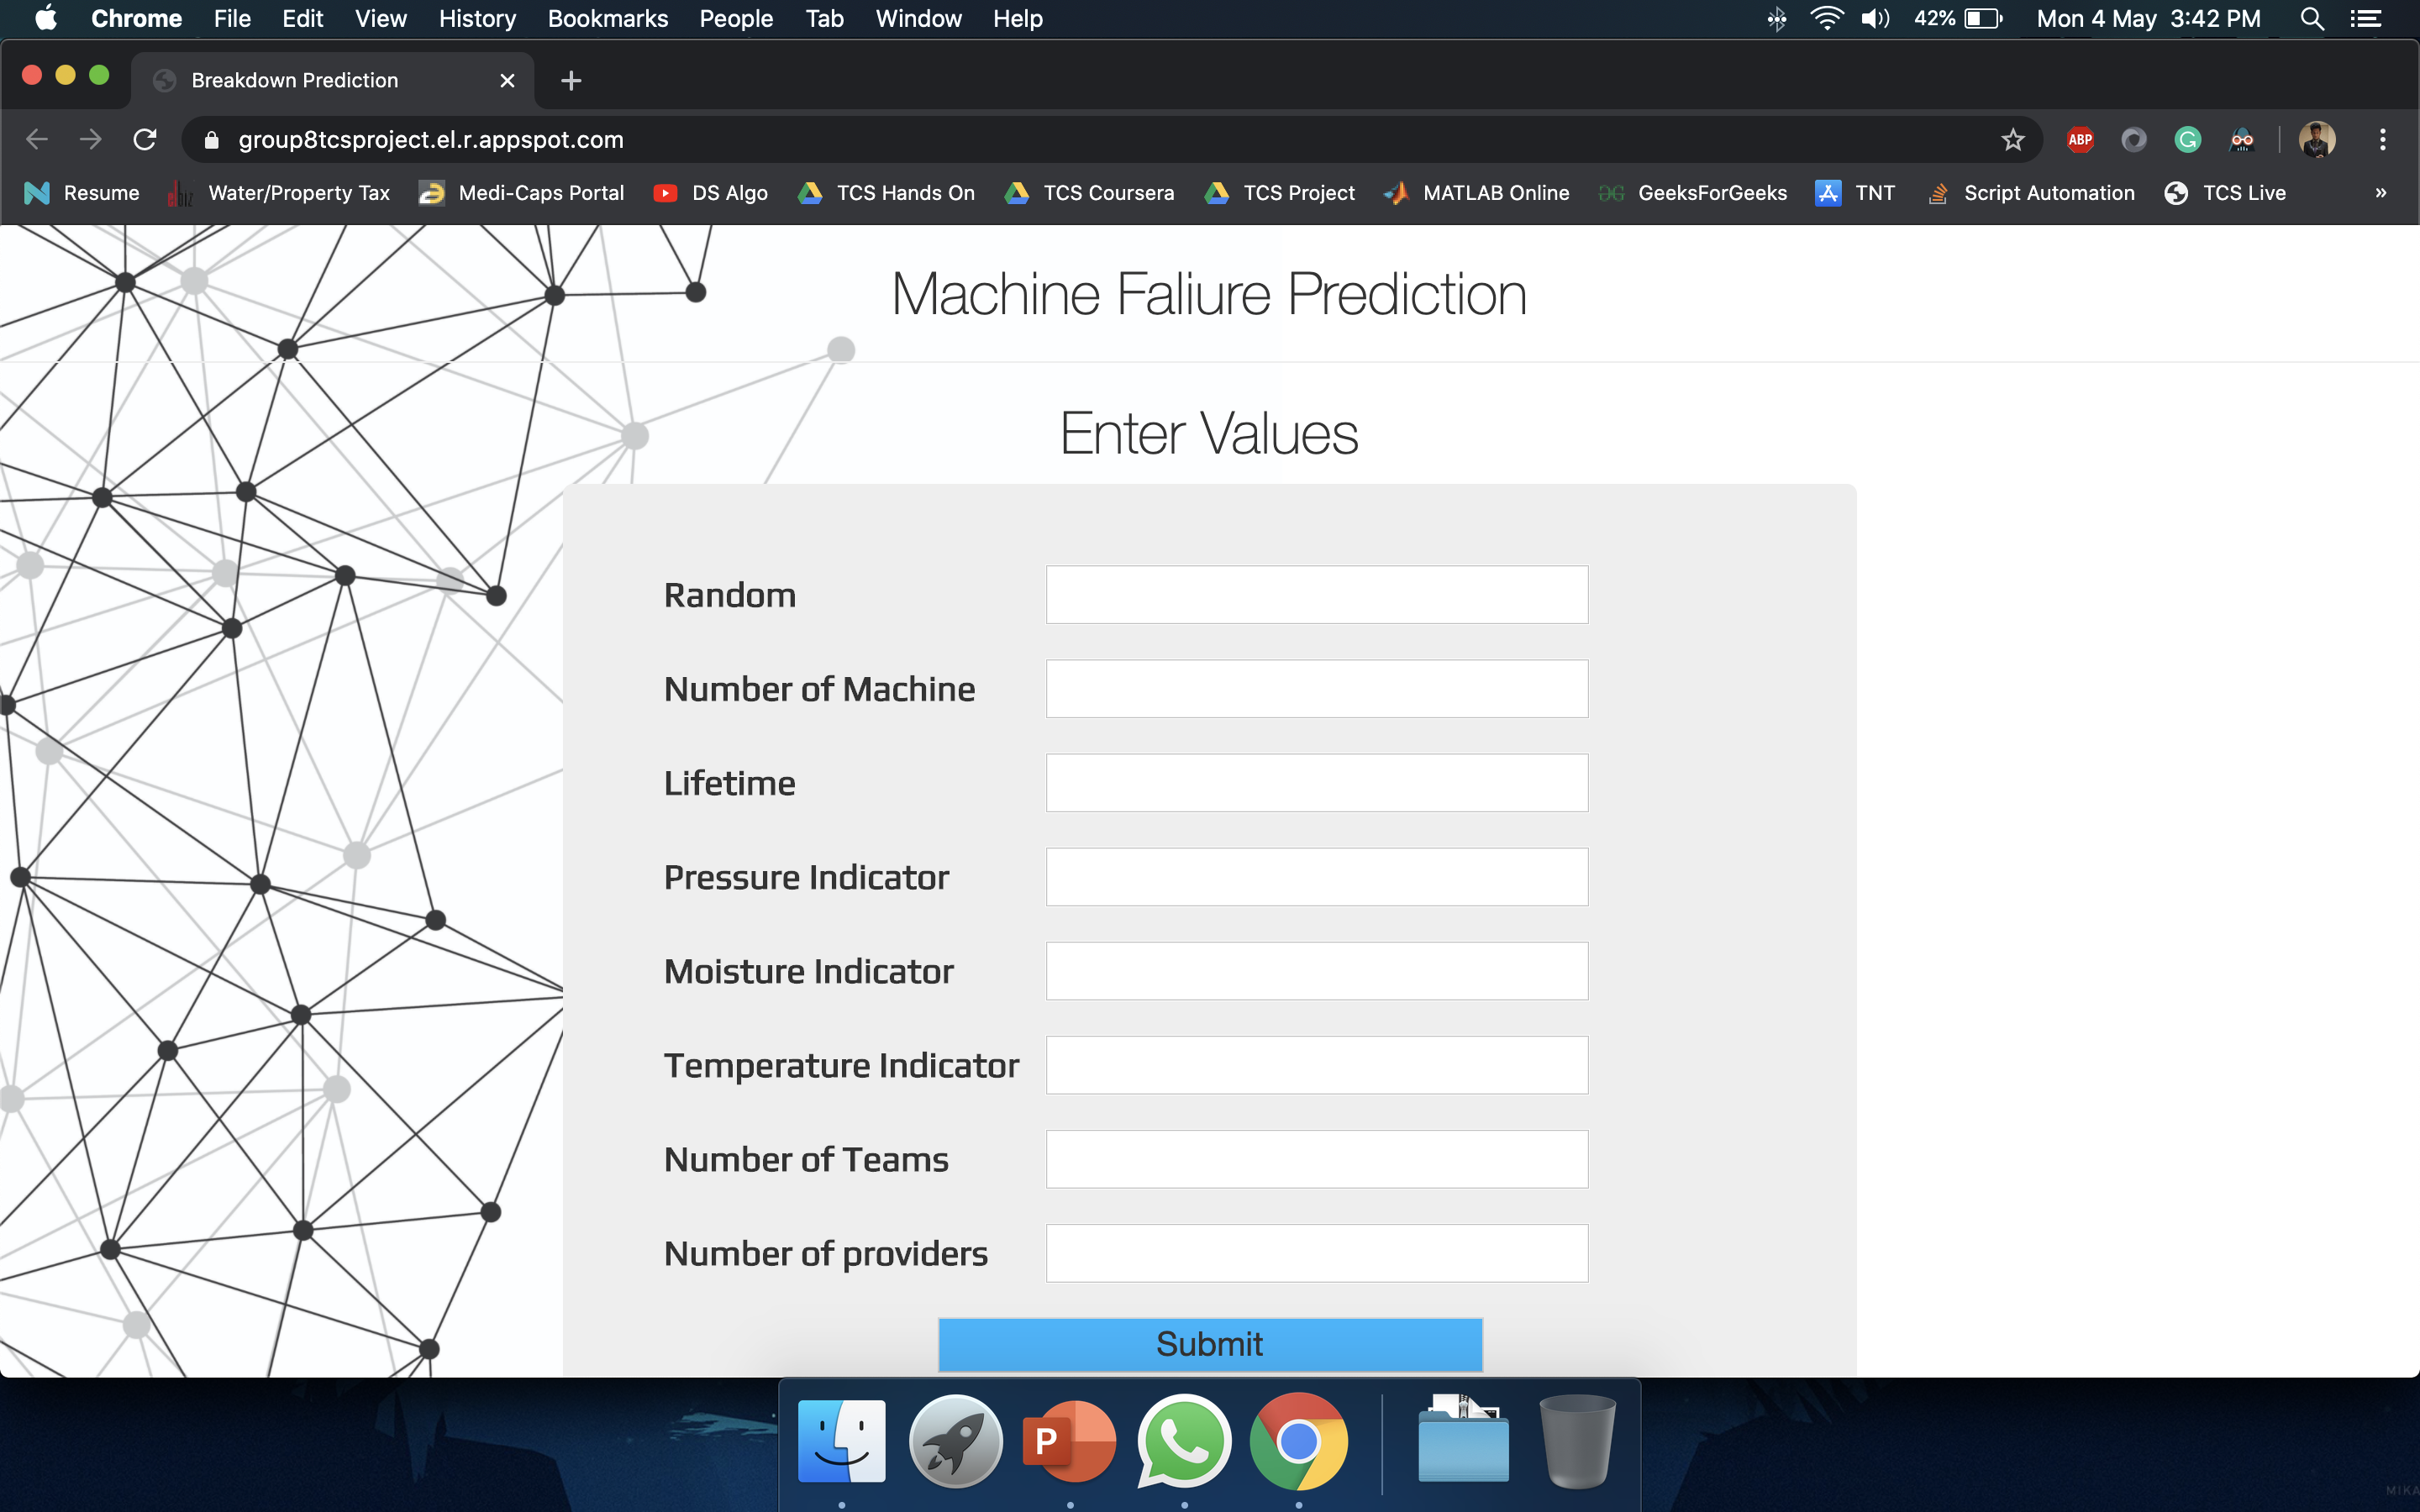 Chrome File Edit View History Bookmarks People Tab Window Help 42% Mon 4 May 3:42 PM
Breakdown Prediction
group8tcsproject.el.r.appspot.com ABP
Resume Water/Property Tax Medi-Caps Portal DS Algo TCS Hands On TCS Coursera TCS Project MATLAB Online GeeksForGeeks TNT Script Automation TCS Live »
Machine Faliure Prediction
Enter Values
Random
Number of Machine
Lifetime
Pressure Indicator
Moisture Indicator
Temperature Indicator
Number of Teams
Number of providers
Submit
P